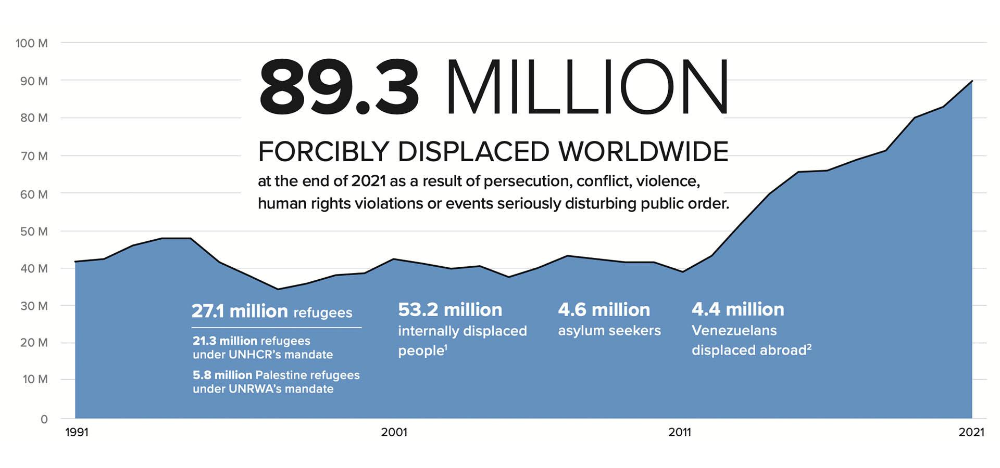 100 M
90 M
80 M
70 M
60 M
50 M
40 M
30 M
20 M
10 M
0
89.3 MILLION
FORCIBLY DISPLACED WORLDWIDE
at the end of 2021 as a result of persecution, conflict, violence,
human rights violations or events seriously disturbing public order.
27.1 million refugees
21.3 million refugees
under UNHCR’s mandate
5.8 million Palestine refugees
under UNRWA’s mandate
53.2 million
internally displaced
people¹
4.6 million
asylum seekers
4.4 million
Venezuelans
displaced abroad²
1991
2001
2011
2021